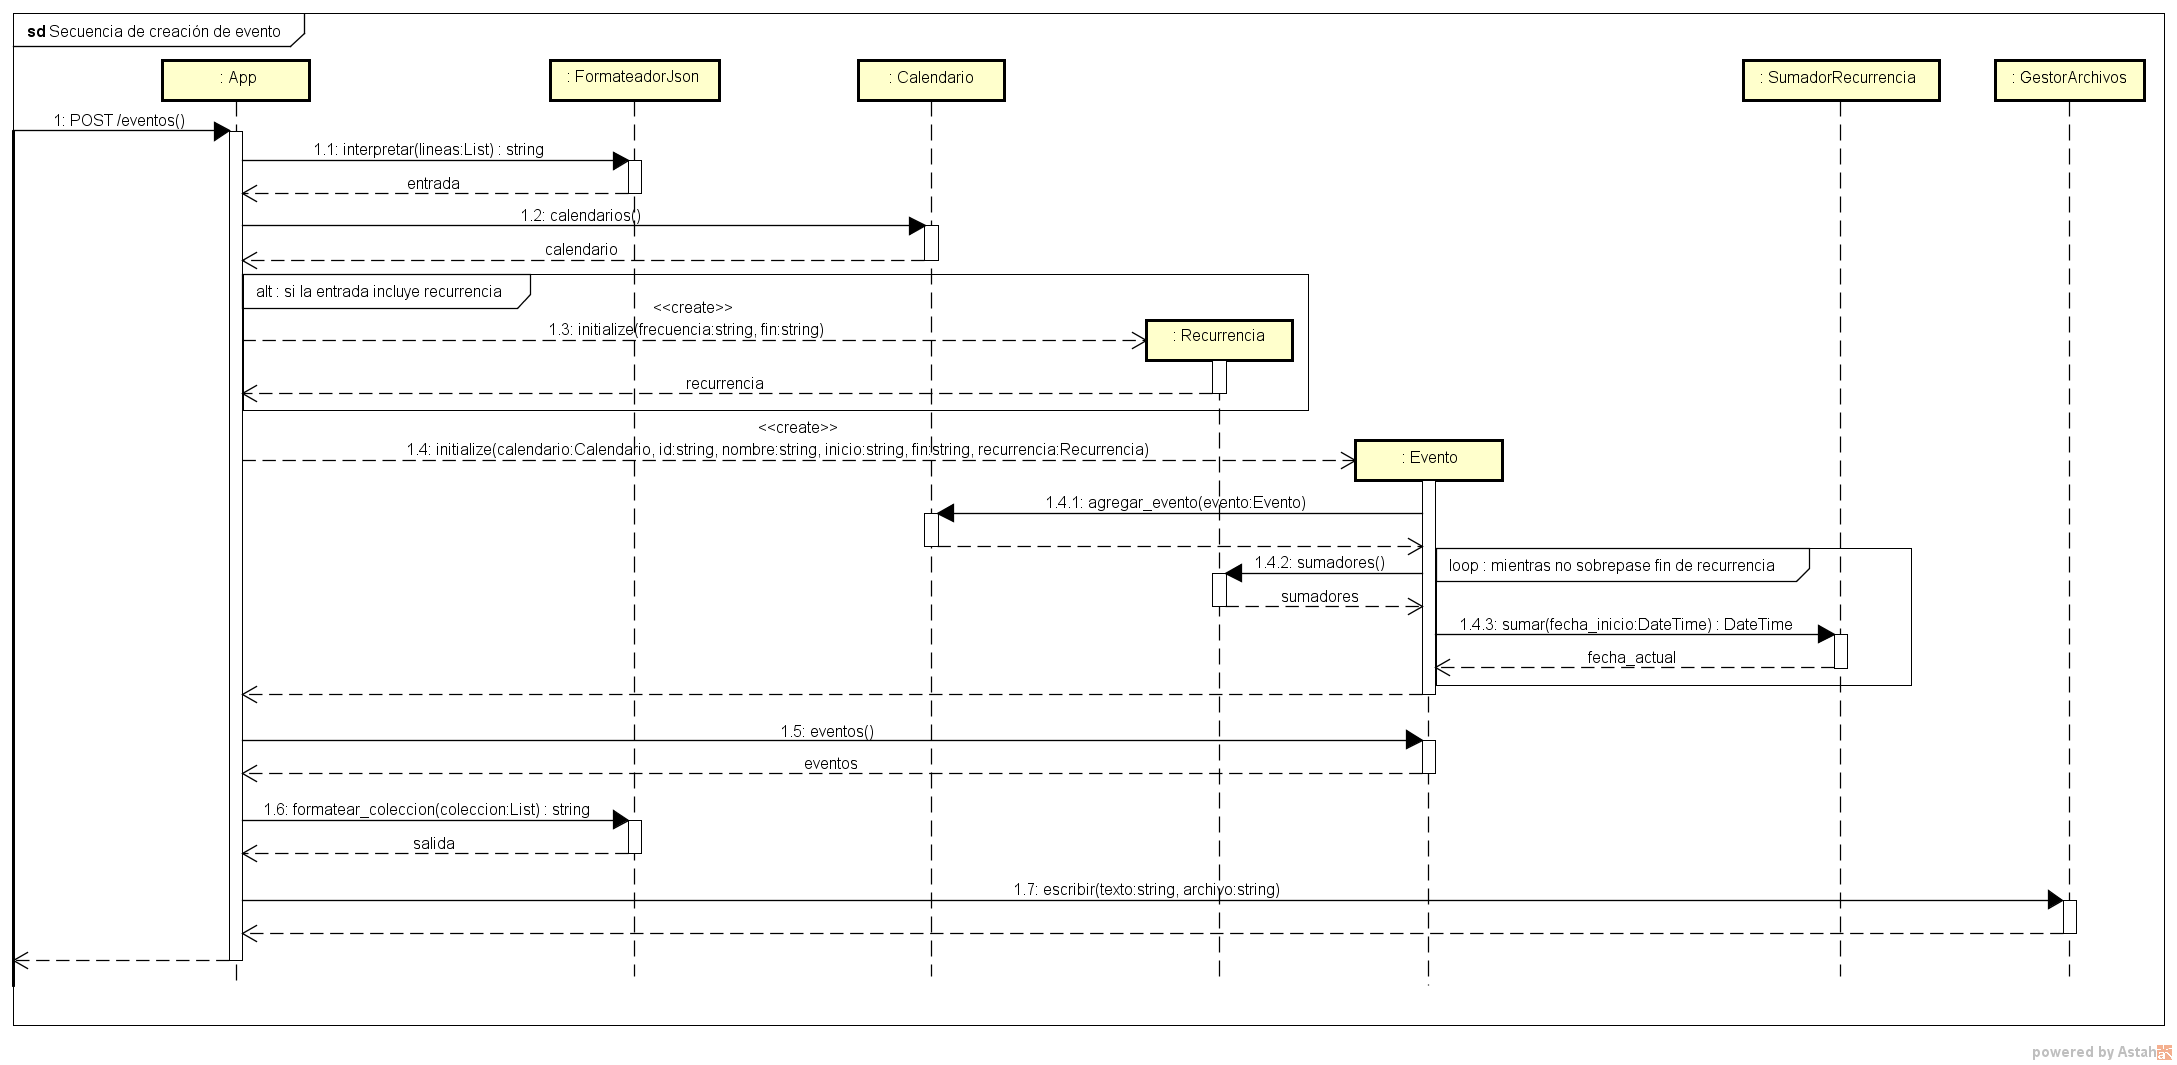 sd Secuencia de creación de evento
: App
: FormateadorJson
: Calendario
: SumadorRecurrencia
: GestorArchivos
1: POST /eventos()
1.1: interpretar(lineas:List) : string
entrada
1.2: calendarios()
calendario
alt : si la entrada incluye recurrencia
<<create>>
1.3: initialize(frecuencia:string, fin:string)
: Recurrencia
recurrencia
<<create>>
1.4: initialize(calendario:Calendario, id:string, nombre:string, inicio:string, fin:string, recurrencia:Recurrencia)
: Evento
1.4.1: agregar_evento(evento:Evento)
1.4.2: sumadores()
loop : mientras no sobrepase fin de recurrencia
sumadores
1.4.3: sumar(fecha_inicio:DateTime) : DateTime
fecha_actual
1.5: eventos()
eventos
1.6: formatear_coleccion(coleccion:List) : string
salida
1.7: escribir(texto:string, archivo:string)
powered by Astah